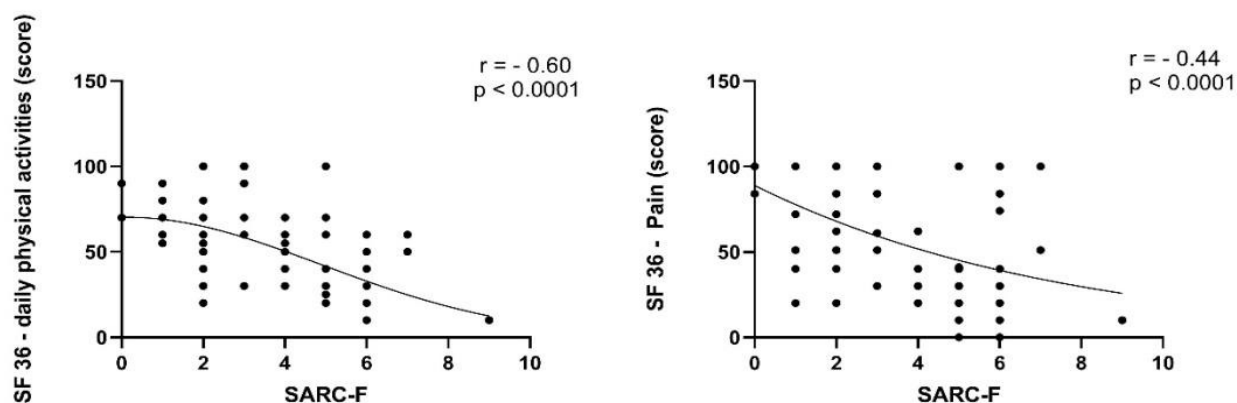 SF 36 - daily physical activities (score)
r = - 0.60
p < 0.0001
150
100
50
0
0 2 4 6 8 10
SARC-F
SF 36 - Pain (score)
r = - 0.44
p < 0.0001
150
100
50
0
0 2 4 6 8 10
SARC-F